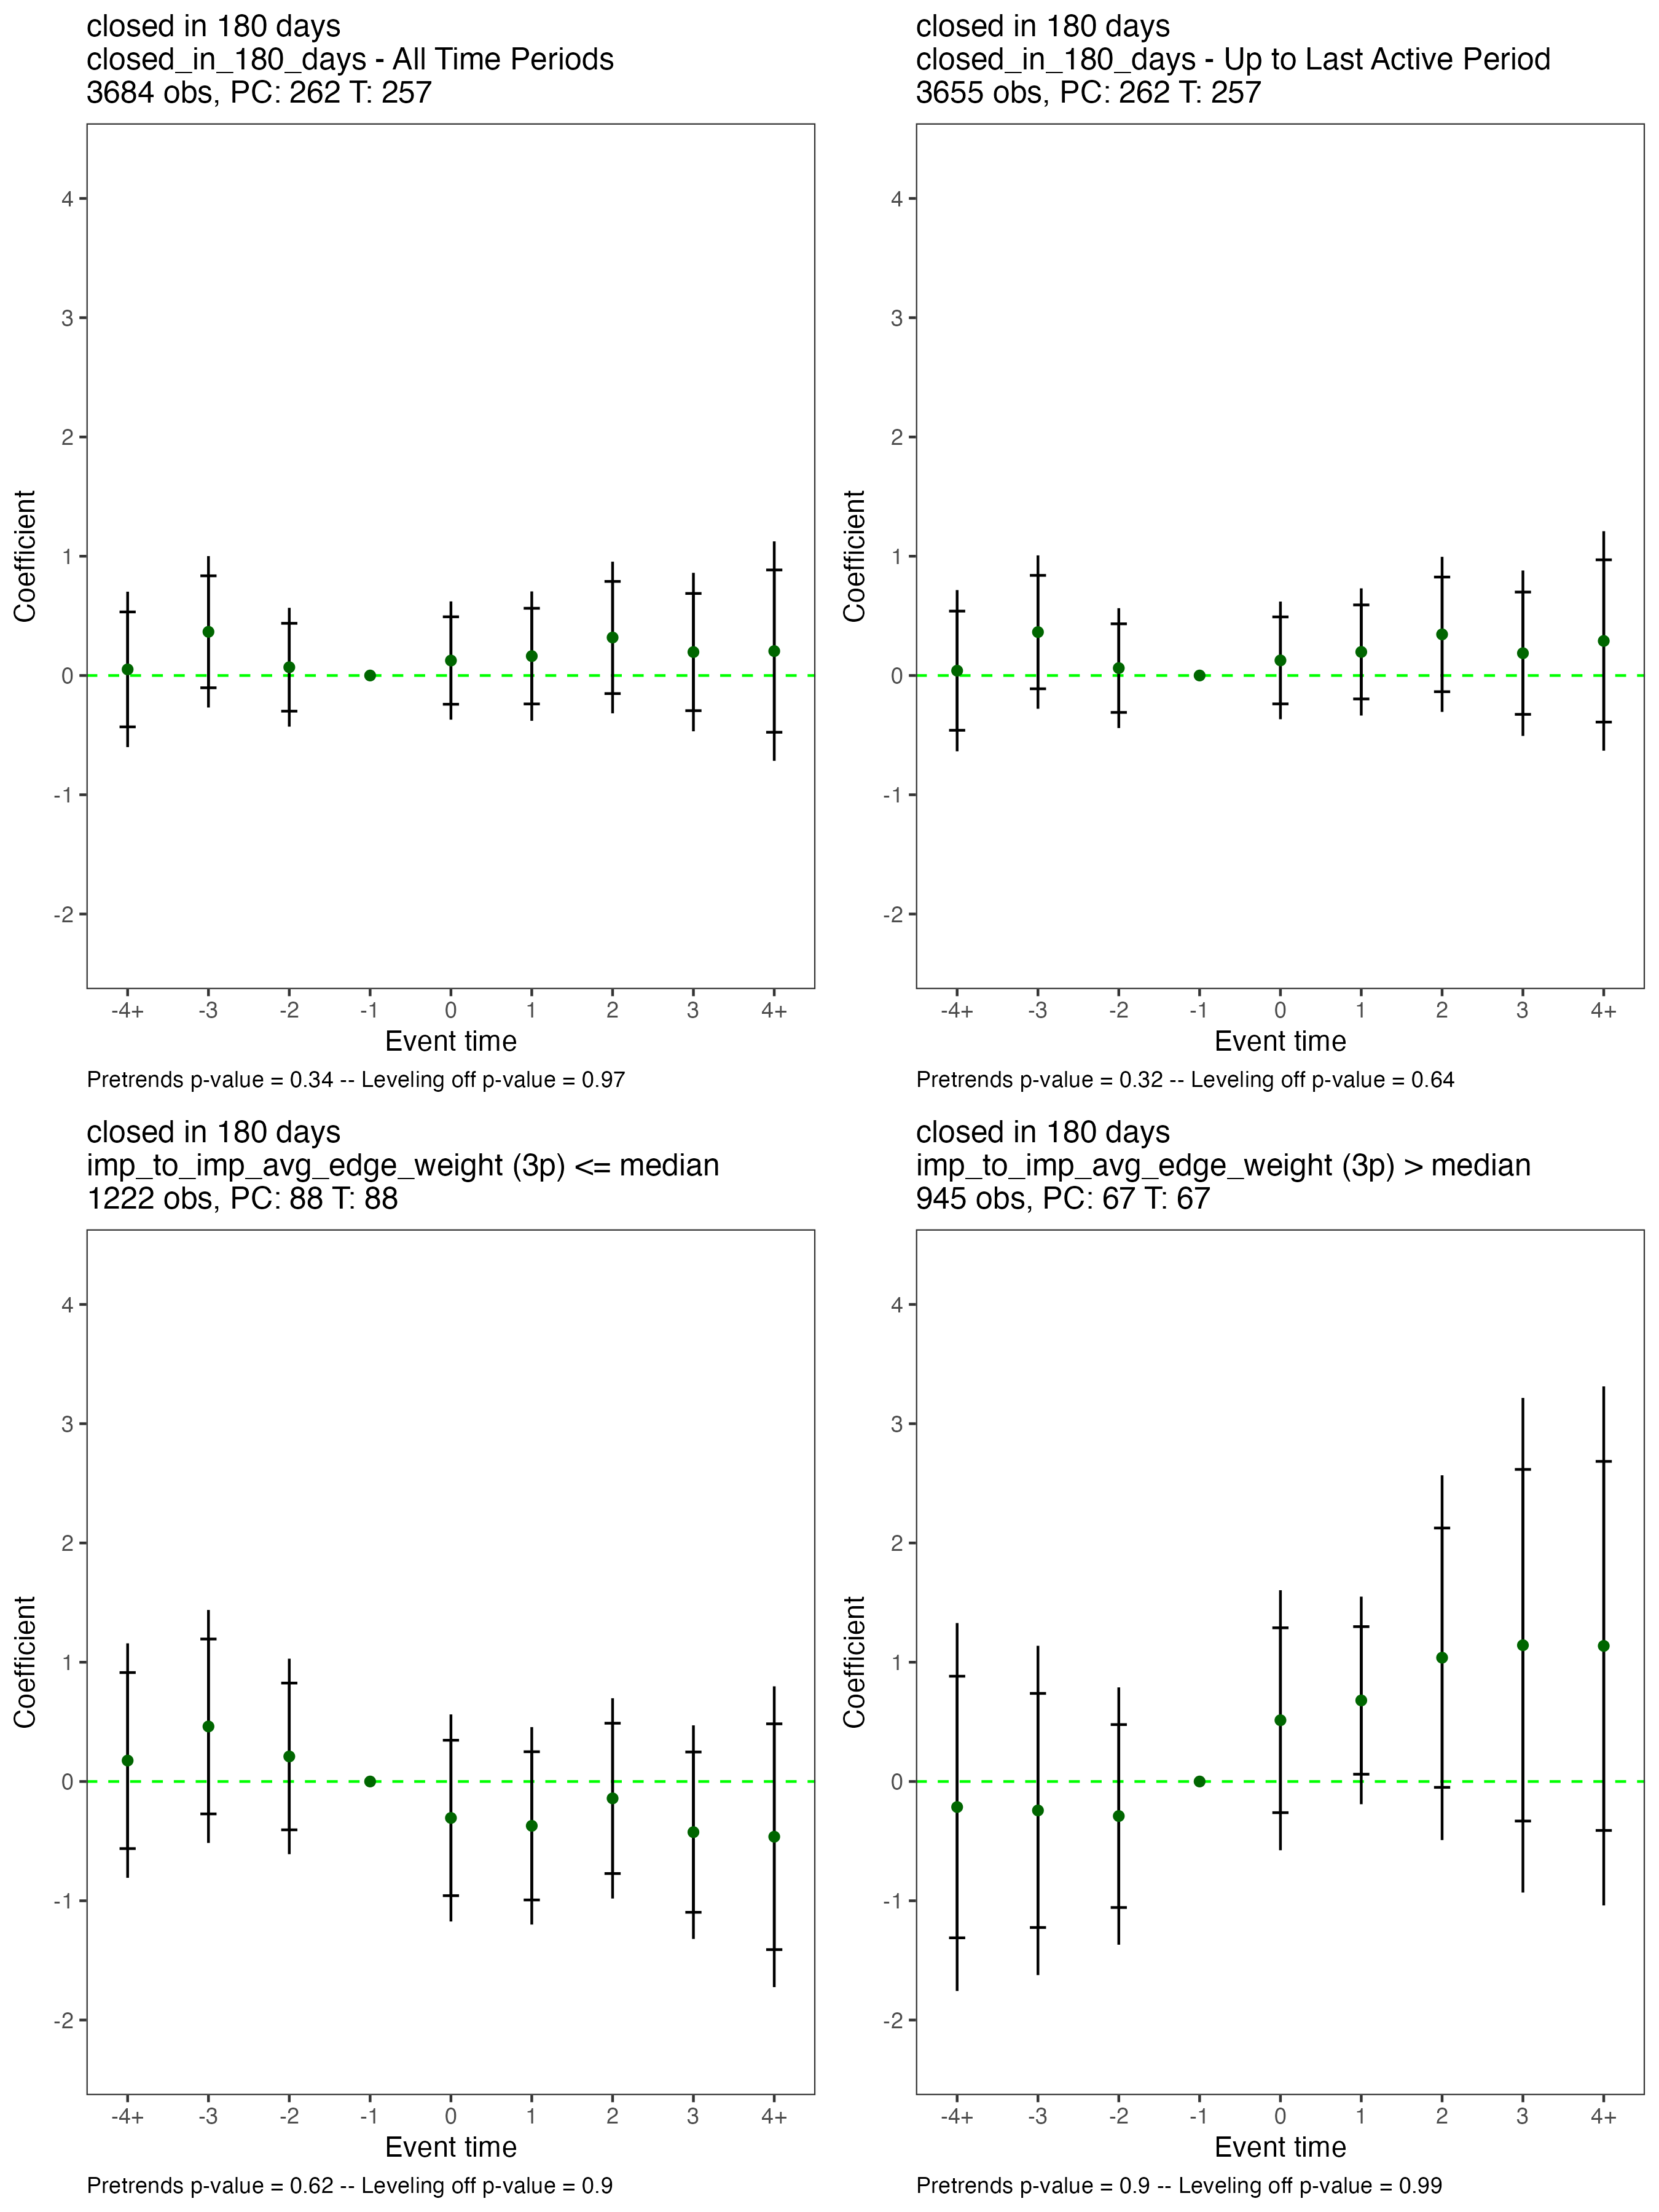 closed in 180 days
closed_in_180_days - All Time Periods
3684 obs, PC: 262 T: 257
4
3
2
1
0
-1
-2
Coefficient
-4+ -3 -2 -1 0 1 2 3 4+
Event time
Pretrends p-value = 0.34 -- Leveling off p-value = 0.97
closed in 180 days
closed_in_180_days - Up to Last Active Period
3655 obs, PC: 262 T: 257
4
3
2
1
0
-1
-2
Coefficient
-4+ -3 -2 -1 0 1 2 3 4+
Event time
Pretrends p-value = 0.32 -- Leveling off p-value = 0.64
closed in 180 days
imp_to_imp_avg_edge_weight (3p) <= median
1222 obs, PC: 88 T: 88
4
3
2
1
0
-1
-2
Coefficient
-4+ -3 -2 -1 0 1 2 3 4+
Event time
Pretrends p-value = 0.62 -- Leveling off p-value = 0.9
closed in 180 days
imp_to_imp_avg_edge_weight (3p) > median
945 obs, PC: 67 T: 67
4
3
2
1
0
-1
-2
Coefficient
-4+ -3 -2 -1 0 1 2 3 4+
Event time
Pretrends p-value = 0.9 -- Leveling off p-value = 0.99